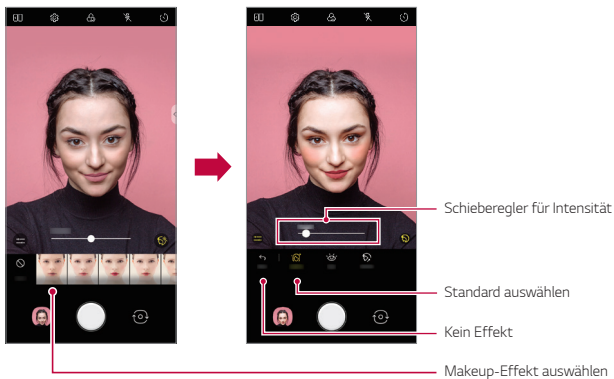 Schieberegler für Intensität
Standard auswählen
Kein Effekt
Makeup-Effekt auswählen